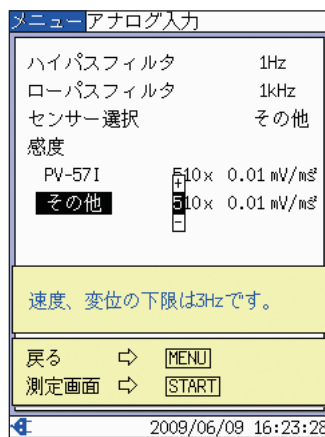 メニュー アナログ入力
ハイパスフィルタ 1Hz
ローパスフィルタ 1kHz
センサー選択 その他
感度
PV-57I 510x 0.01 mV/㎨
+
その他 510x 0.01 mV/㎨
-
速度、変位の下限は3Hzです。
戻る ⇨ MENU
測定画面 ⇨ START
2009/06/09 16:23:28